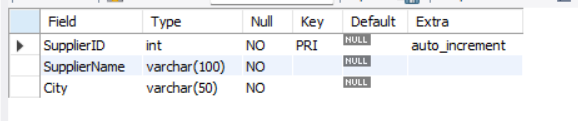 Field Type Null Key Default Extra
SupplierID int NO PRI NULL auto_increment
SupplierName varchar(100) NO NULL
City varchar(50) NO NULL